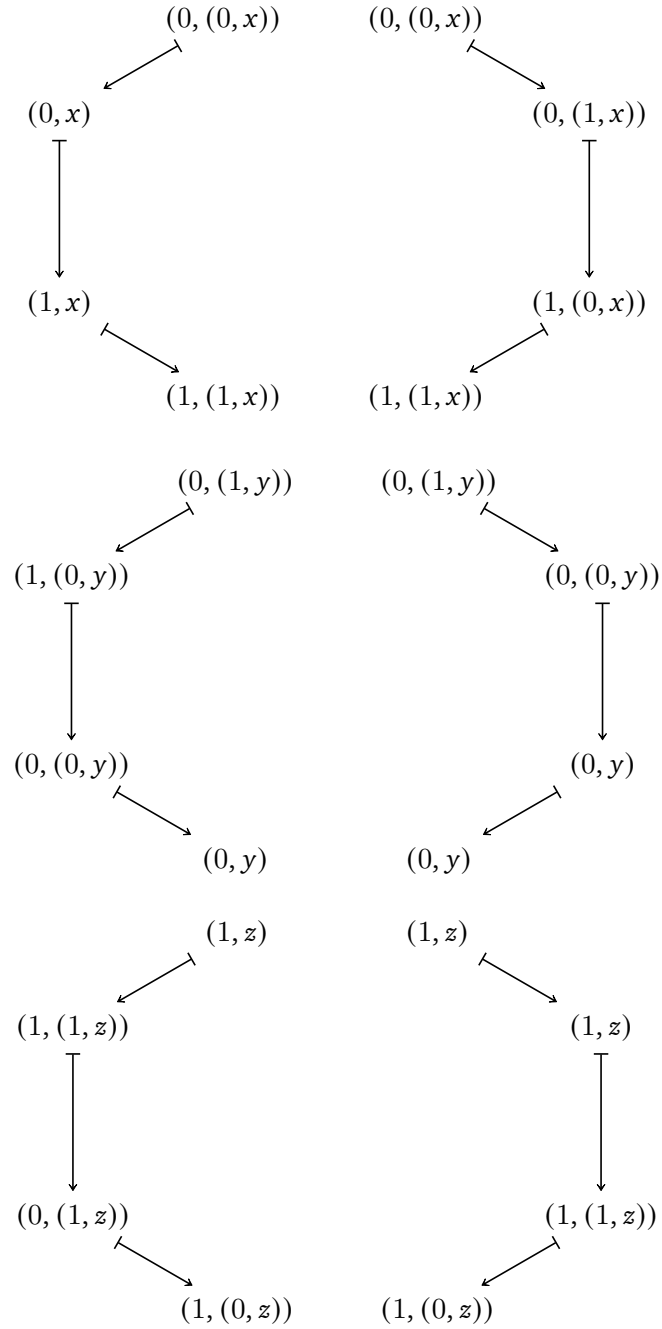 (0, (0, x)) (0, (0, x))
(0, x) (0, (1, x))
(1, x) (1, (0, x))
(1, (1, x)) (1, (1, x))
(0, (1, y)) (0, (1, y))
(1, (0, y)) (0, (0, y))
(0, (0, y)) (0, y)
(0, y) (0, y)
(1, z) (1, z)
(1, (1, z)) (1, z)
(0, (1, z)) (1, (1, z))
(1, (0, z)) (1, (0, z))